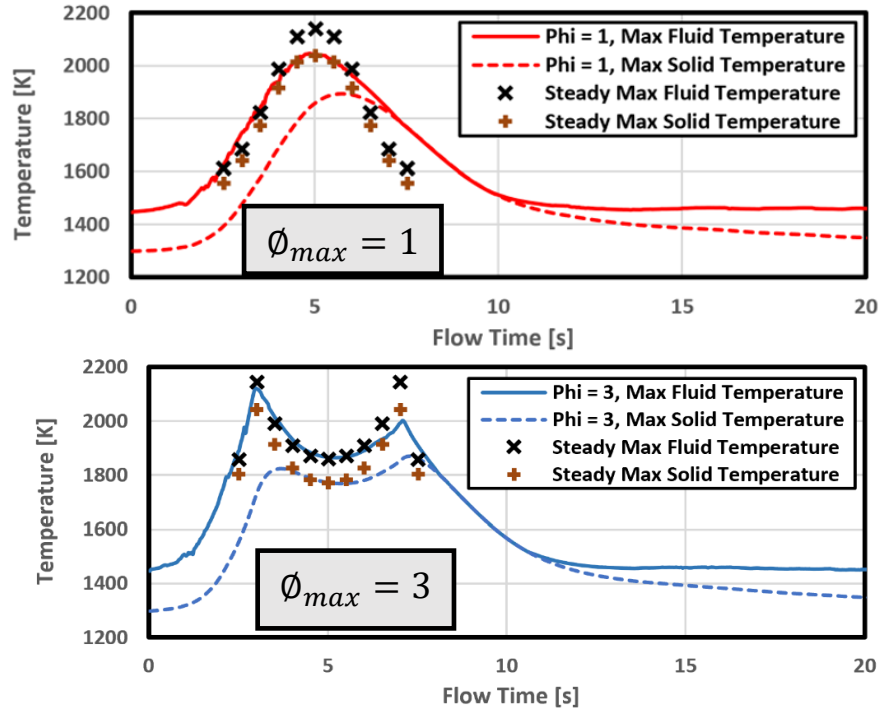 2200
2000
1800
1600
1400
1200
Temperature [K]
Phi = 1, Max Fluid Temperature
Phi = 1, Max Solid Temperature
Steady Max Fluid Temperature
Steady Max Solid Temperature
∅max = 1
0 5 10 15 20
Flow Time [s]
2200
2000
1800
1600
1400
1200
Temperature [K]
Phi = 3, Max Fluid Temperature
Phi = 3, Max Solid Temperature
Steady Max Fluid Temperature
Steady Max Solid Temperature
∅max = 3
0 5 10 15 20
Flow Time [s]